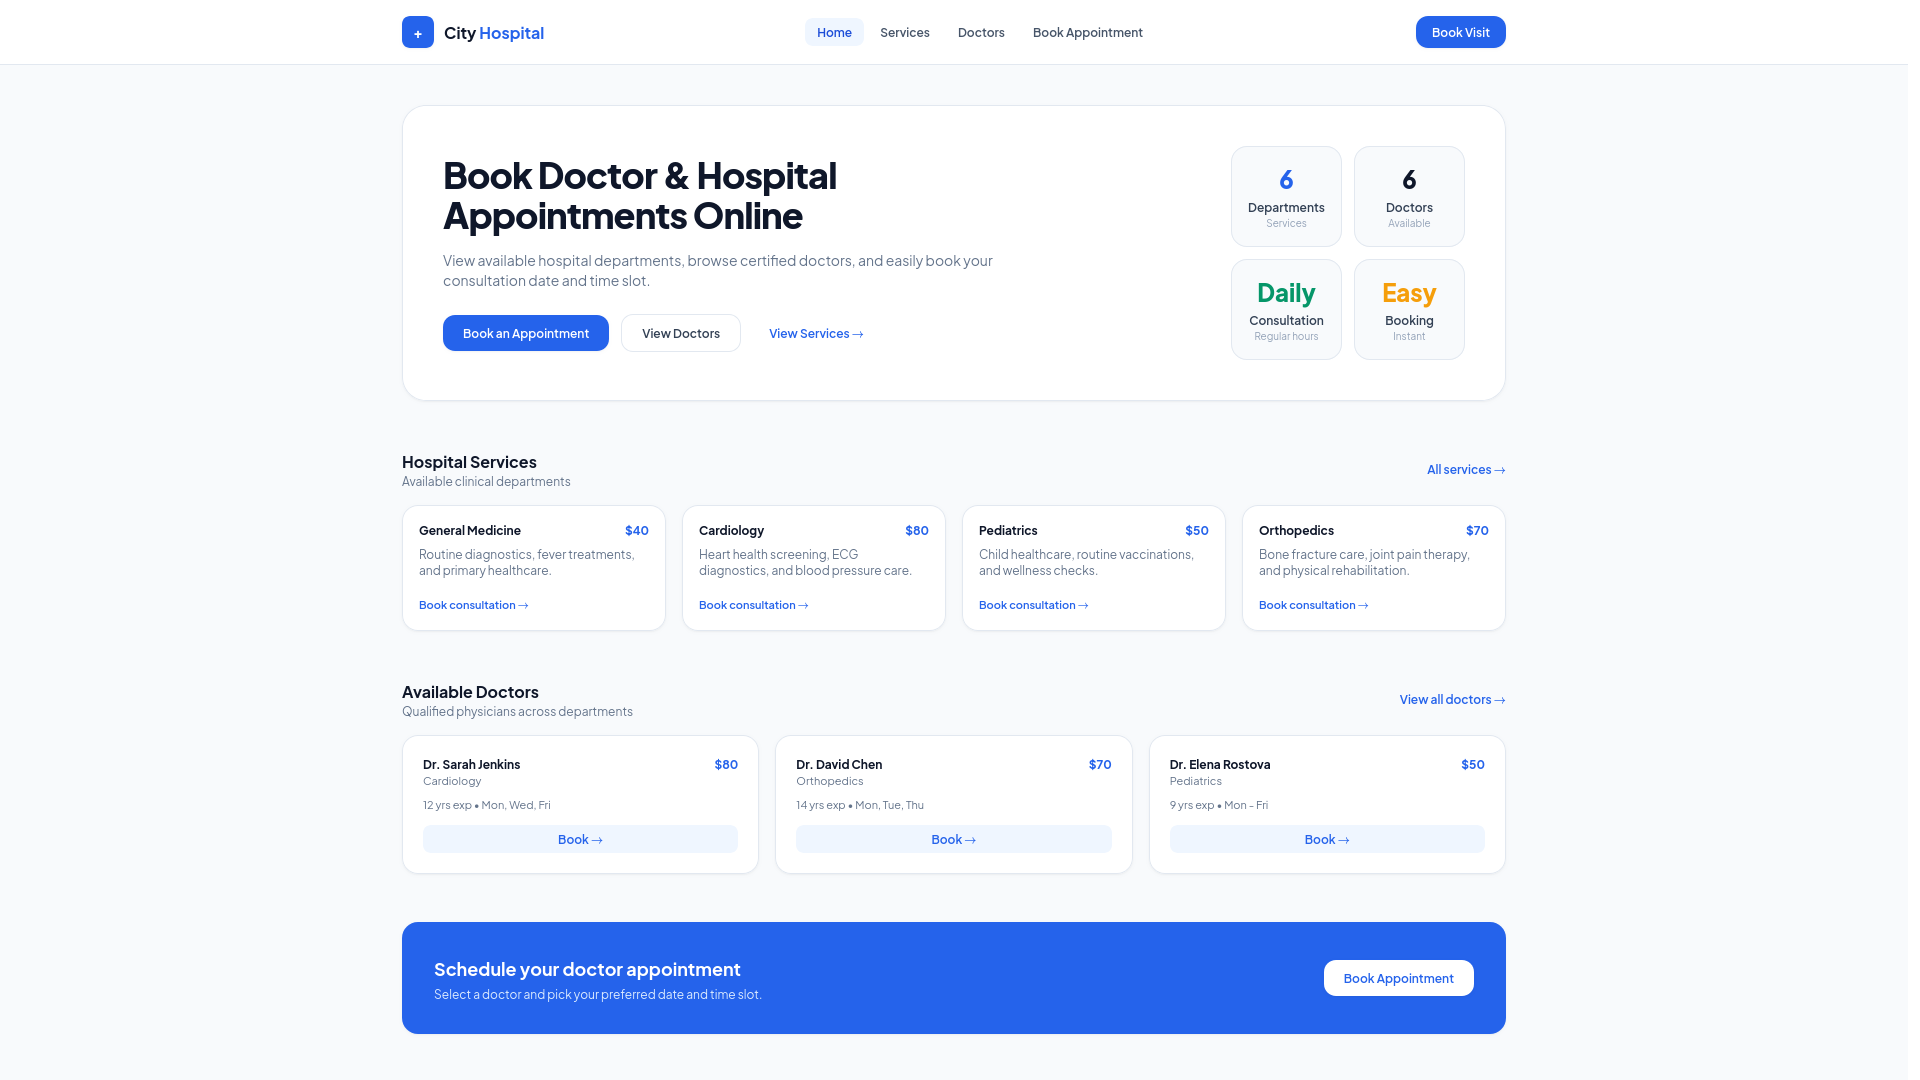 + City Hospital
Home Services Doctors Book Appointment
Book Visit
Book Doctor & Hospital
Appointments Online
View available hospital departments, browse certified doctors, and easily book your
consultation date and time slot.
Book an Appointment View Doctors View Services →
6
Departments
Services
6
Doctors
Available
Daily
Consultation
Regular hours
Easy
Booking
Instant
Hospital Services
Available clinical departments
All services →
General Medicine $40
Routine diagnostics, fever treatments,
and primary healthcare.
Book consultation →
Cardiology $80
Heart health screening, ECG
diagnostics, and blood pressure care.
Book consultation →
Pediatrics $50
Child healthcare, routine vaccinations,
and wellness checks.
Book consultation →
Orthopedics $70
Bone fracture care, joint pain therapy,
and physical rehabilitation.
Book consultation →
Available Doctors
Qualified physicians across departments
View all doctors →
Dr. Sarah Jenkins $80
Cardiology
12 yrs exp • Mon, Wed, Fri
Book →
Dr. David Chen $70
Orthopedics
14 yrs exp • Mon, Tue, Thu
Book →
Dr. Elena Rostova $50
Pediatrics
9 yrs exp • Mon - Fri
Book →
Schedule your doctor appointment
Select a doctor and pick your preferred date and time slot.
Book Appointment